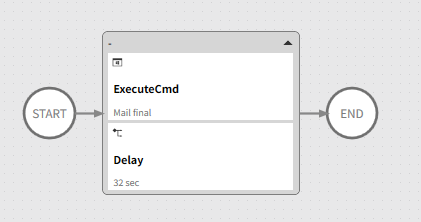 -
START
ExecuteCmd
Mail final
Delay
32 sec
END